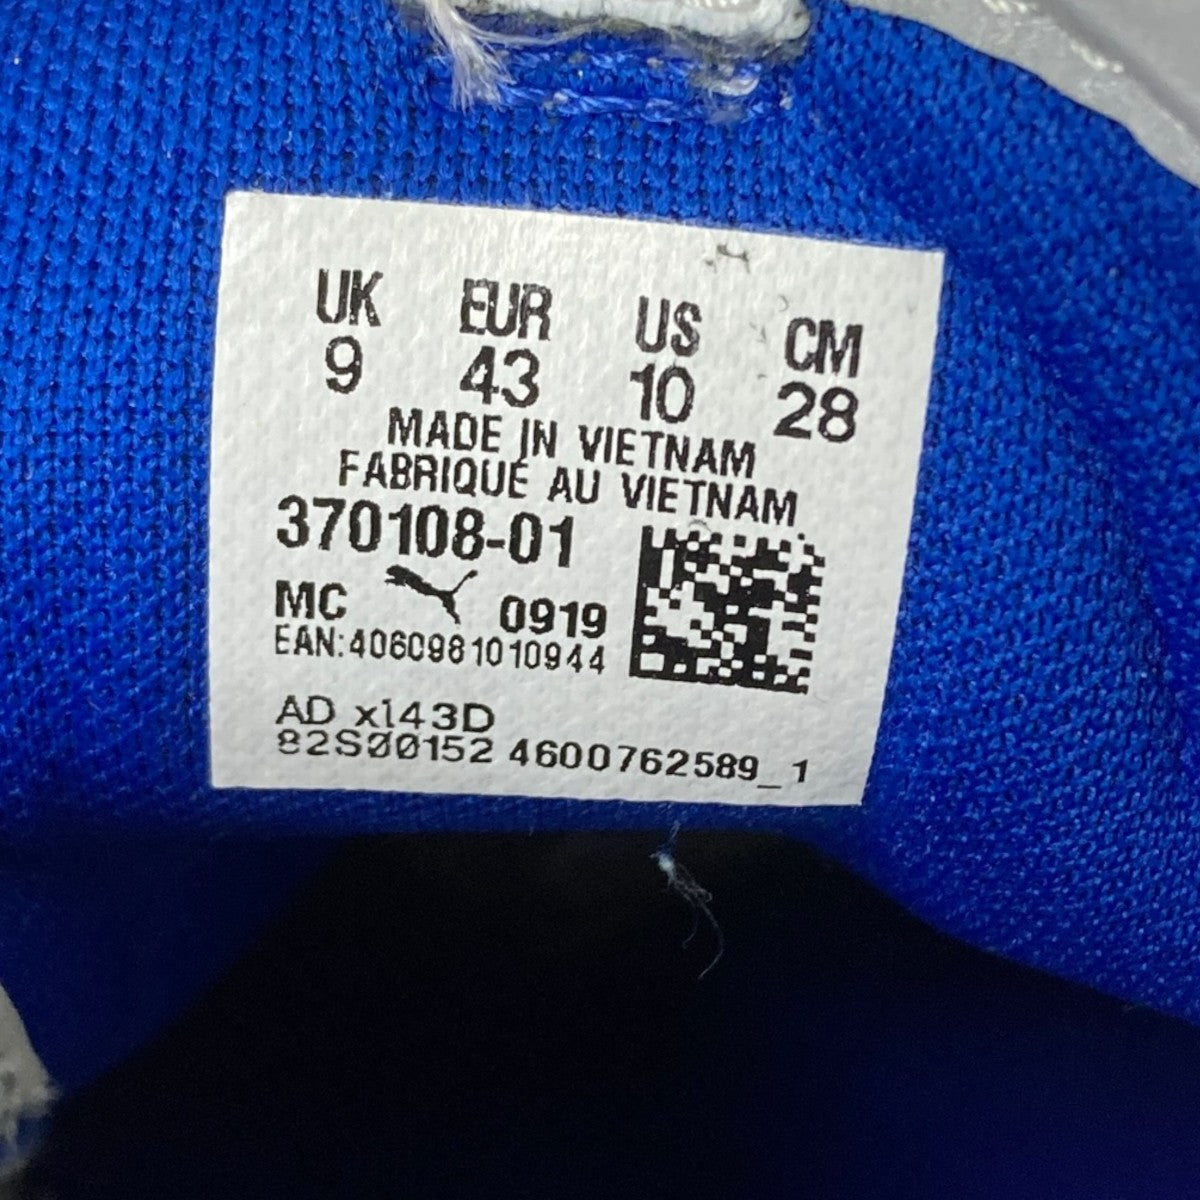 UK EUR US CM
9 43 10 28
MADE IN VIETNAM
FABRIQUÉ AU VIETNAM
370108-01
MC 0919
EAN:4060981010944
AD x143D
82S00152 4600762589_1